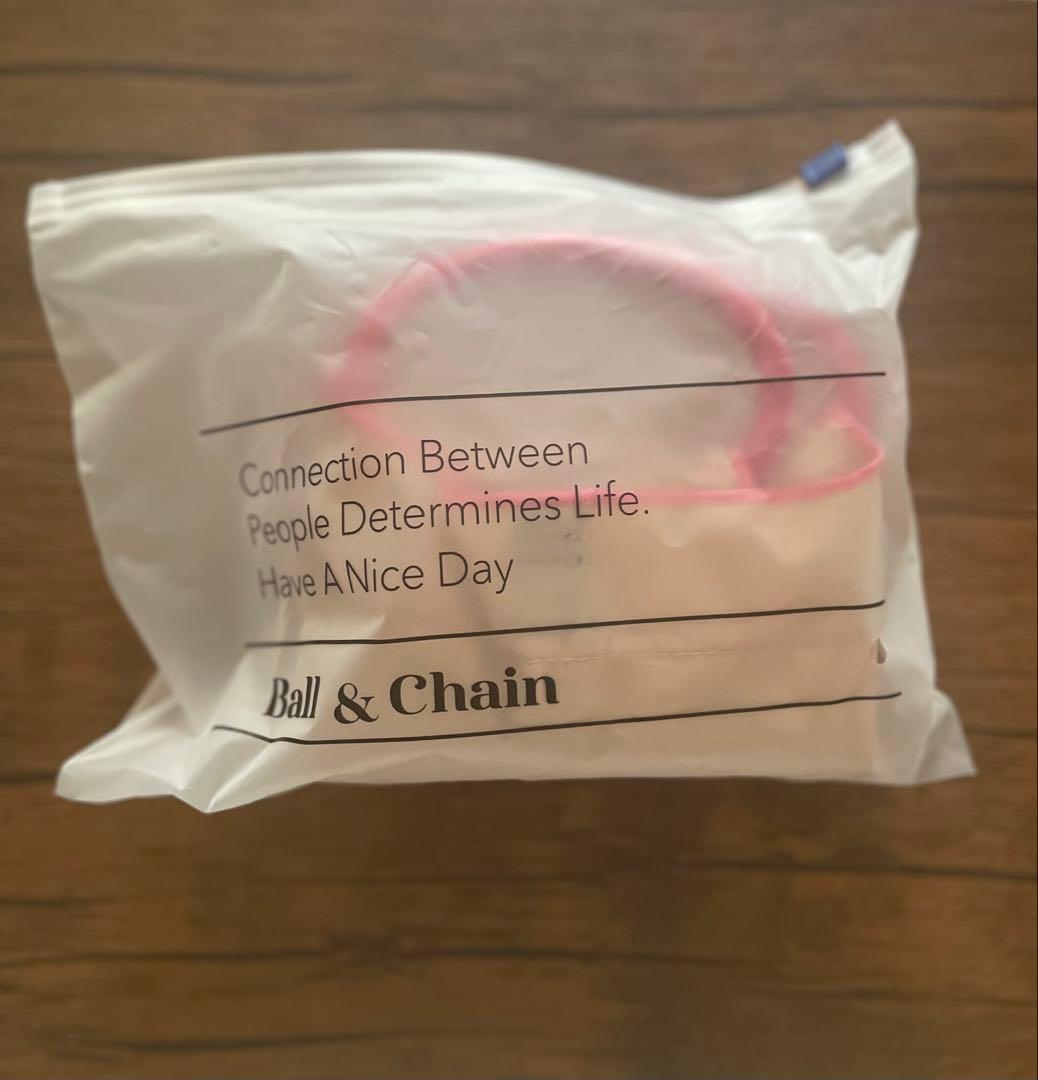 Connection Between
People Determines Life.
Have A Nice Day
Ball & Chain